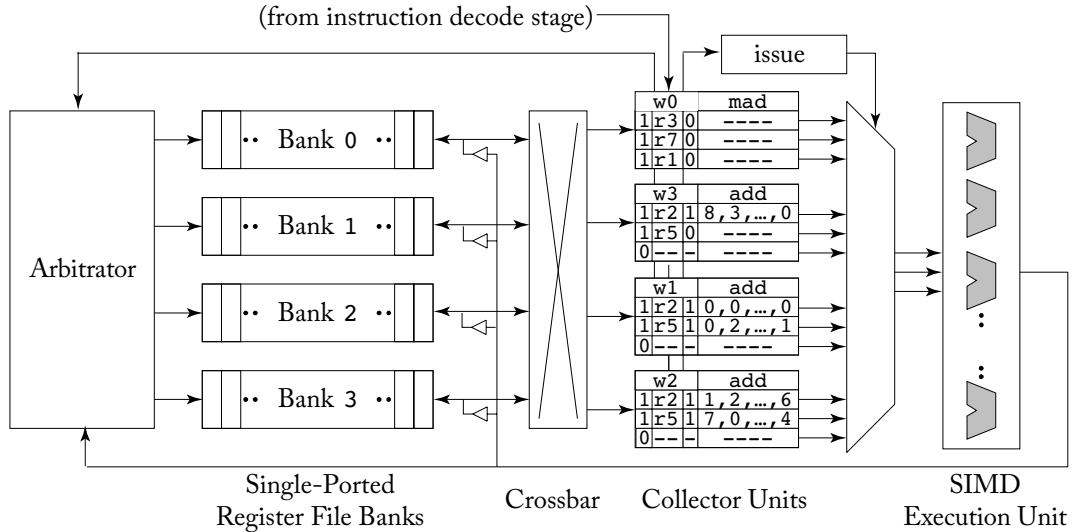 (from instruction decode stage)
issue
Arbitrator
•• Bank 0 ••
•• Bank 1 ••
•• Bank 2 ••
•• Bank 3 ••
w0 mad
1 r3 0 ----
1 r7 0 ----
1 r1 0 ----
w3 add
1 r2 1 8,3,…,0
1 r5 0 ----
0 -- - ----
w1 add
1 r2 1 0,0,…,0
1 r5 1 0,2,…,1
0 -- - ----
w2 add
1 r2 1 1,2,…,6
1 r5 1 7,0,…,4
0 -- - ----
Single-Ported
Register File Banks
Crossbar
Collector Units
SIMD
Execution Unit